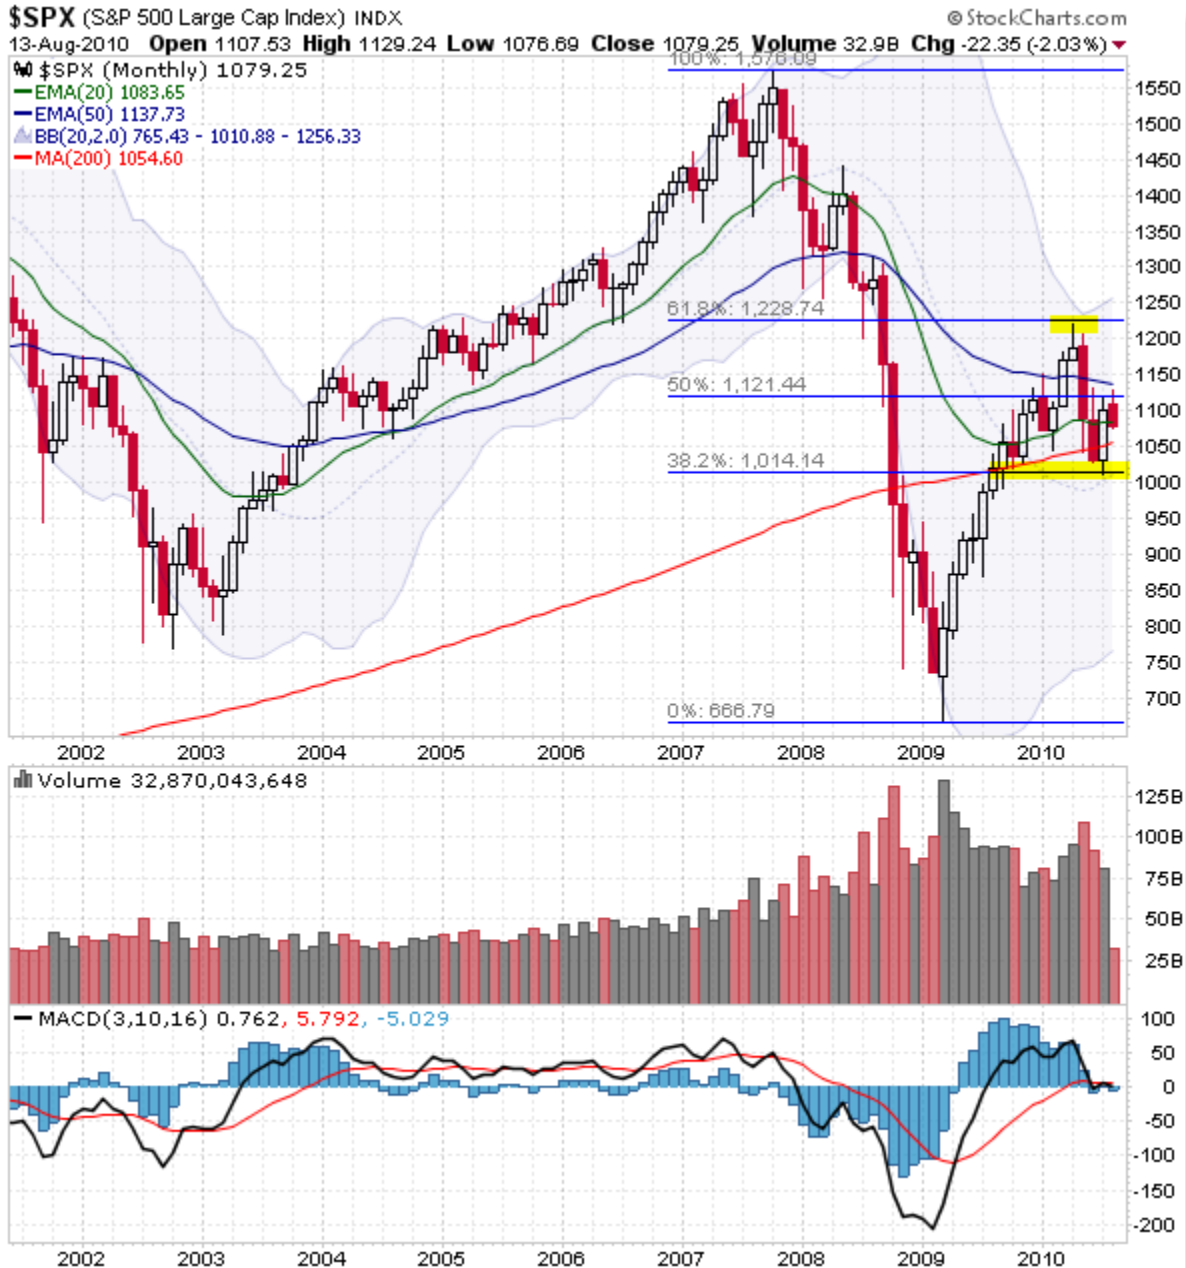 $SPX (S&P 500 Large Cap Index) INDX © StockCharts.com
13-Aug-2010 Open 1107.53 High 1129.24 Low 1076.69 Close 1079.25 Volume 32.9B Chg -22.35 (-2.03%)
$SPX (Monthly) 1079.25
EMA(20) 1083.65
EMA(50) 1137.73
BB(20,2.0) 765.43 - 1010.88 - 1256.33
MA(200) 1054.60
100%: 1,576.09
61.8%: 1,228.74
50%: 1,121.44
38.2%: 1,014.14
0%: 666.79
1550
1500
1450
1400
1350
1300
1250
1200
1150
1100
1050
1000
950
900
850
800
750
700
2002 2003 2004 2005 2006 2007 2008 2009 2010
Volume 32,870,043,648
125B
100B
75B
50B
25B
MACD(3,10,16) 0.762, 5.792, -5.029
100
50
0
-50
-100
-150
-200
2002 2003 2004 2005 2006 2007 2008 2009 2010